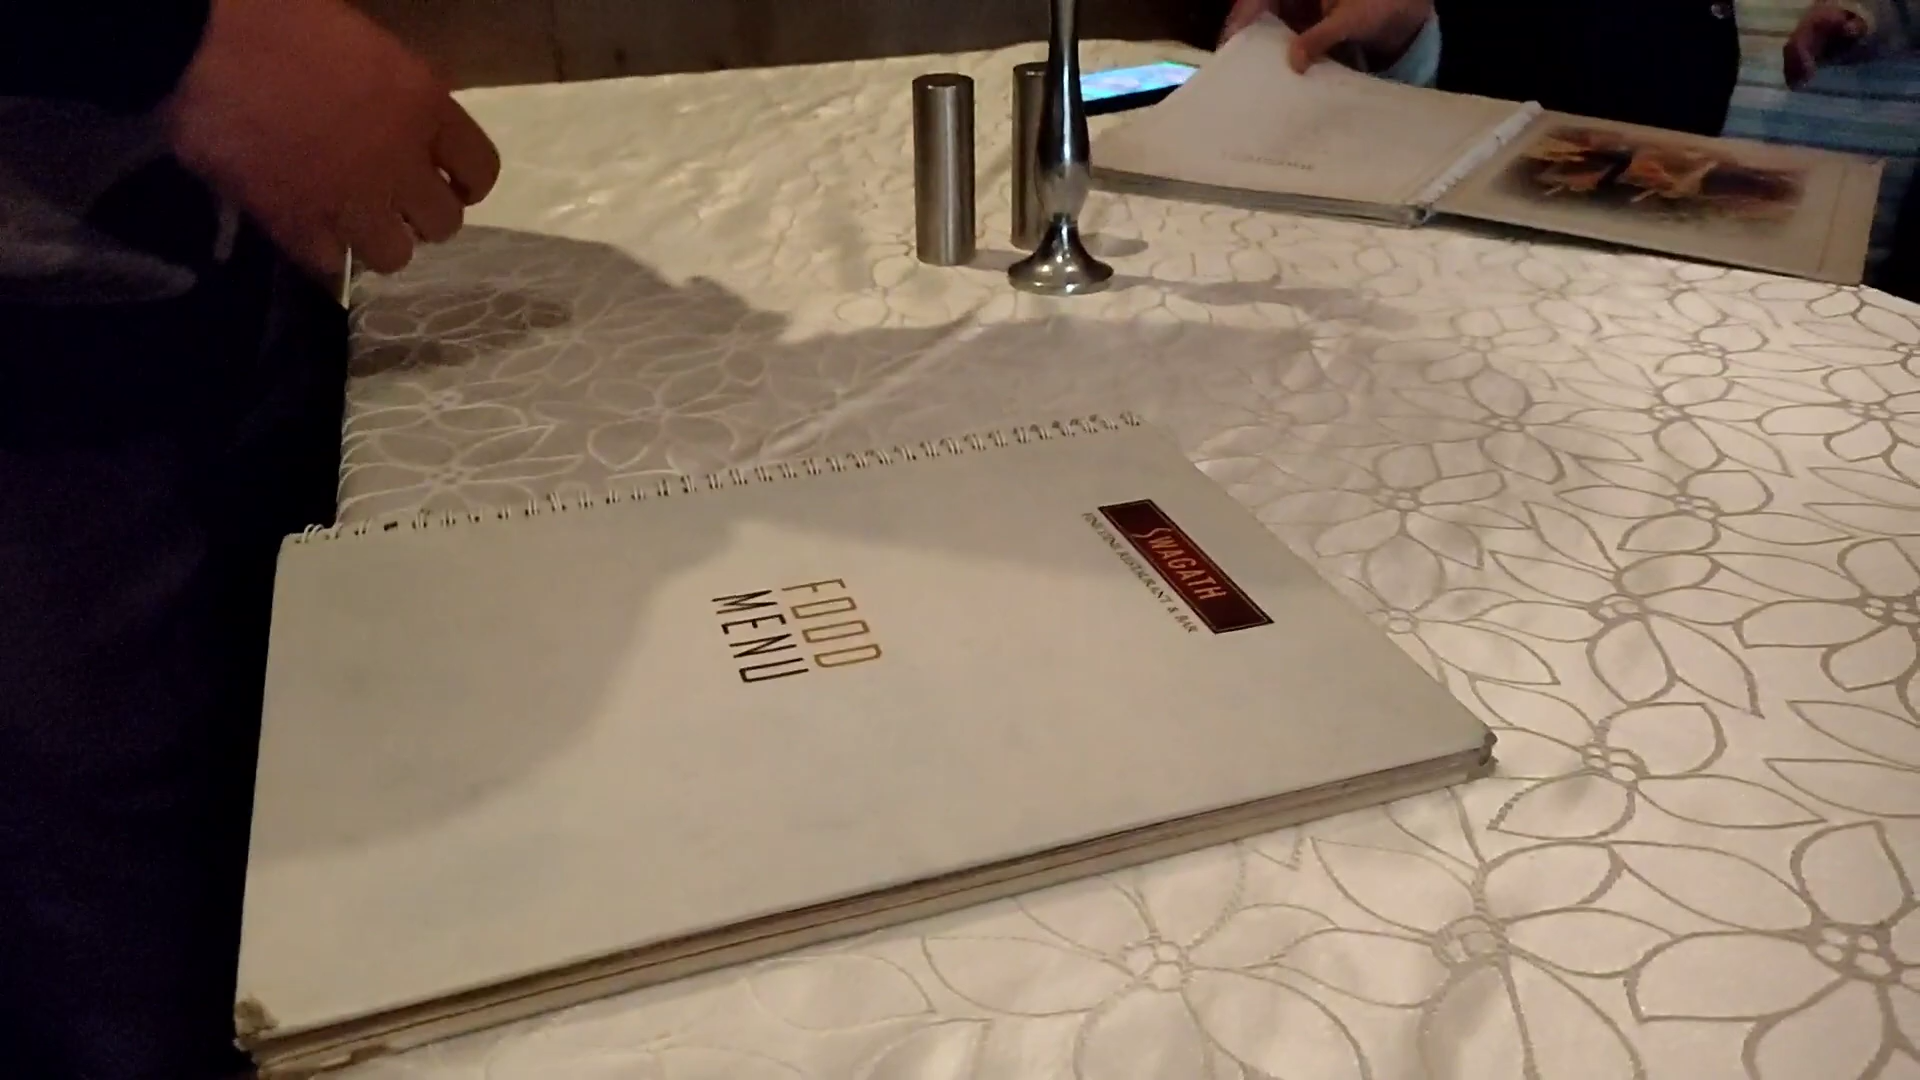 SWAGATH
FINE DINE RESTAURANT & BAR
FOOD
MENU